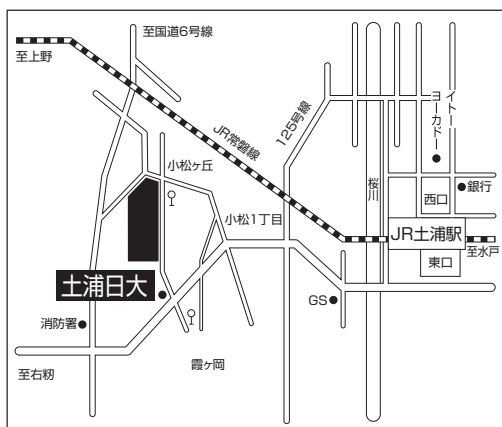 至国道6号線
至上野
125号線
JR常磐線
イトーヨーカドー
小松ヶ丘
桜川
銀行
西口
小松1丁目
JR土浦駅
至水戸
東口
土浦日大
GS
消防署
霞ヶ岡
至右籾